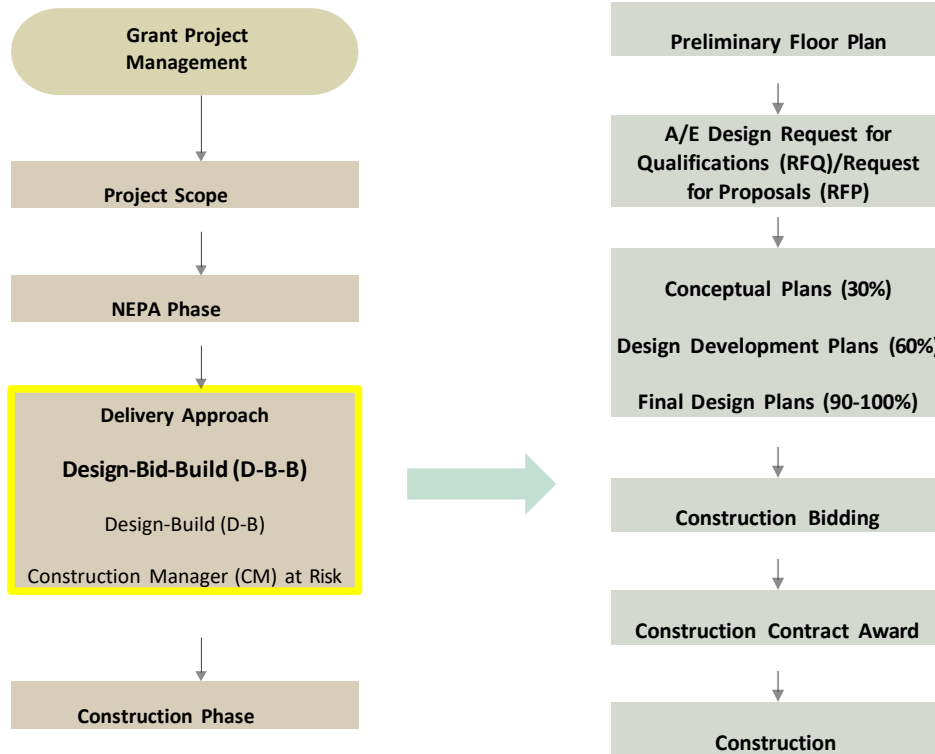 Grant Project
Management
Project Scope
NEPA Phase
Delivery Approach
Design-Bid-Build (D-B-B)
Design-Build (D-B)
Construction Manager (CM) at Risk
Construction Phase
Preliminary Floor Plan
A/E Design Request for
Qualifications (RFQ)/Request
for Proposals (RFP)
Conceptual Plans (30%)
Design Development Plans (60%)
Final Design Plans (90-100%)
Construction Bidding
Construction Contract Award
Construction